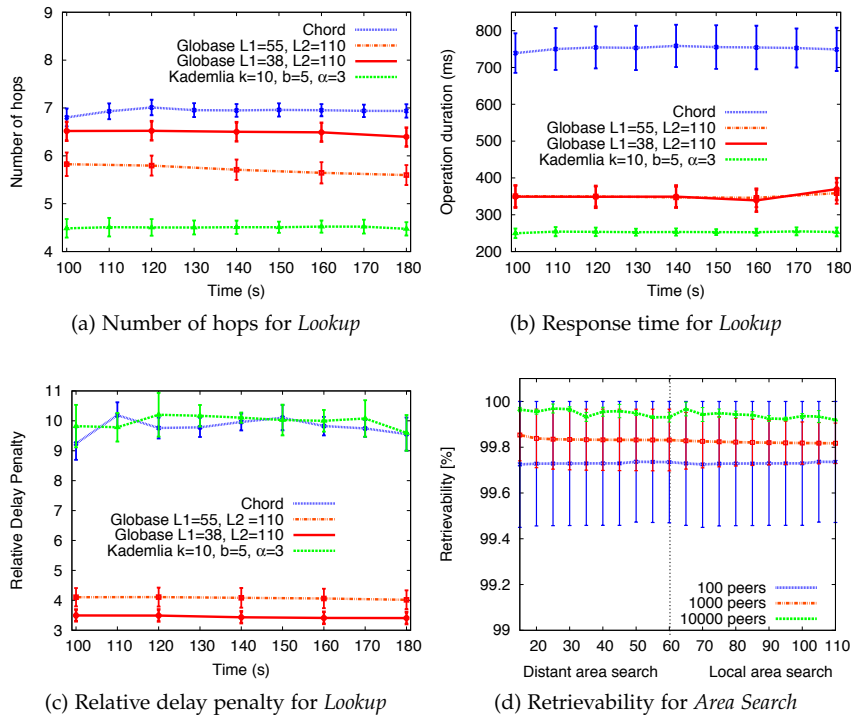 9
8
7
6
5
4
3
Number of hops
Chord
Globase L1=55, L2=110
Globase L1=38, L2=110
Kademlia k=10, b=5, α=3
100 110 120 130 140 150 160 170 180
Time (s)
(a) Number of hops for Lookup
900
800
700
600
500
400
300
200
Operation duration (ms)
Chord
Globase L1=55, L2=110
Globase L1=38, L2=110
Kademlia k=10, b=5, α=3
100 110 120 130 140 150 160 170 180
Time (s)
(b) Response time for Lookup
11
10
9
8
7
6
5
4
3
Relative Delay Penalty
Chord
Globase L1=55, L2 =110
Globase L1=38, L2=110
Kademlia k=10, b=5, α=3
100 110 120 130 140 150 160 170 180
Time (s)
(c) Relative delay penalty for Lookup
100
99.8
99.6
99.4
99.2
99
Retrievability [%]
100 peers
1000 peers
10000 peers
20 30 40 50 60 70 80 90 100 110
Distant area search Local area search
(d) Retrievability for Area Search